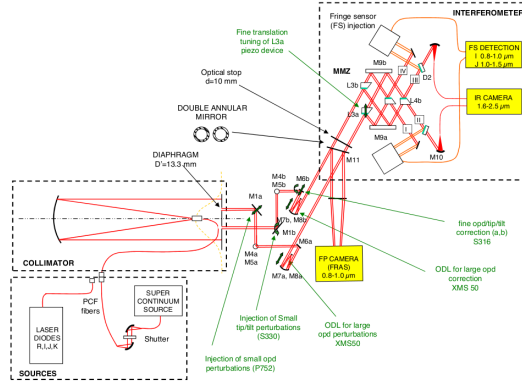 INTERFEROMETER
Fringe sensor
(FS) injection
Fine translation
tuning of L3a
piezo device
M9b
MMZ
IV
III
D2
FS DETECTION
I 0.8-1.0 µm
J 1.0-1.5 µm
IR CAMERA
1.6-2.5 µm
Optical stop
d=10 mm
L3b
L3a
L4b
II
I
M9a
M10
DOUBLE ANNULAR
MIRROR
M11
DIAPHRAGM
D'=13.3 mm
M4b
M5b
M6b
M1a
M7b, M8b
M1b
M4a
M5a
M6a
M7a, M8a
fine opd/tip/tilt
correction (a,b)
S316
COLLIMATOR
FP CAMERA
(FRAS)
0.8-1.0 µm
ODL for large opd
correction
XMS 50
PCF
fibers
SUPER
CONTINUUM
SOURCE
LASER
DIODES
R,I,J,K
Shutter
SOURCES
Injection of Small
tip/tilt perturbations
(S330)
ODL for large
opd perturbations
XMS50
Injection of small opd
perturbations (P752)